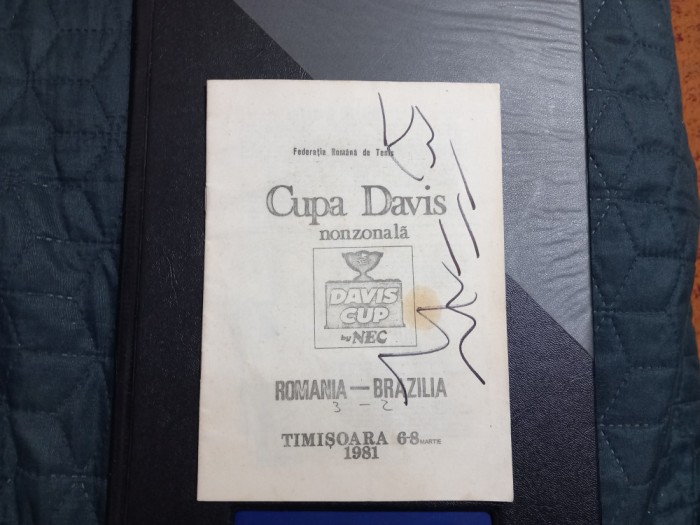 Federația Română de Tenis
Cupa Davis
nonzonală
DAVIS
CUP
by NEC
ROMANIA — BRAZILIA
3 - 2
TIMIȘOARA 6-8 MARTIE
1981